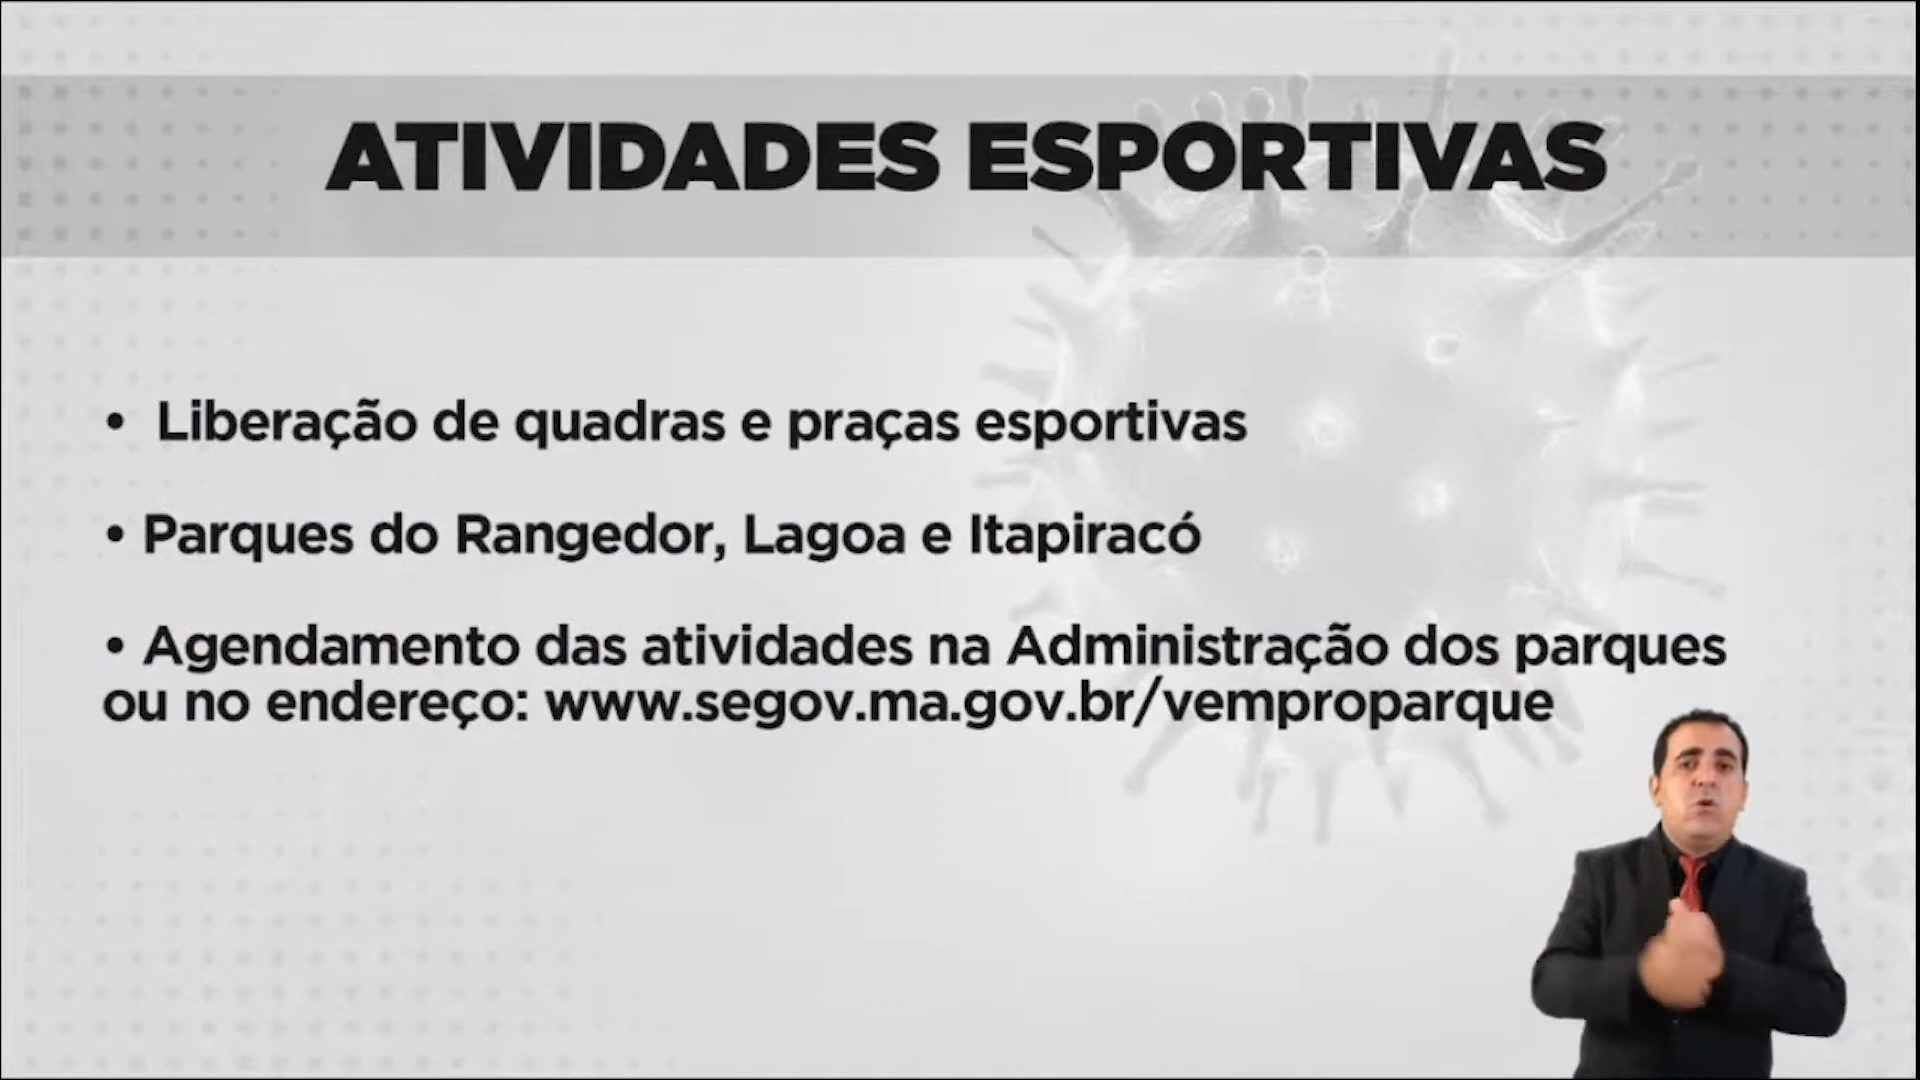 ATIVIDADES ESPORTIVAS
• Liberação de quadras e praças esportivas
• Parques do Rangedor, Lagoa e Itapiracó
• Agendamento das atividades na Administração dos parques
ou no endereço: www.segov.ma.gov.br/vemproparque